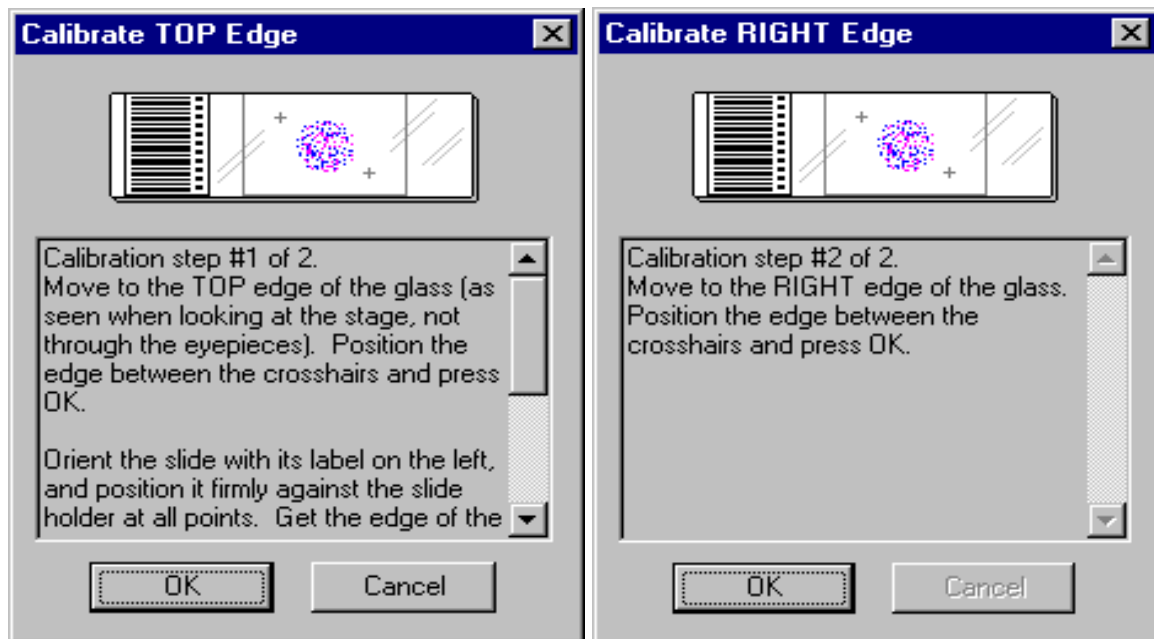 Calibrate TOP Edge
Calibration step #1 of 2.
Move to the TOP edge of the glass (as
seen when looking at the stage, not
through the eyepieces).  Position the
edge between the crosshairs and press
OK.
Orient the slide with its label on the left,
and position it firmly against the slide
holder at all points.  Get the edge of the
OK
Cancel
Calibrate RIGHT Edge
Calibration step #2 of 2.
Move to the RIGHT edge of the glass.
Position the edge between the
crosshairs and press OK.
OK
Cancel